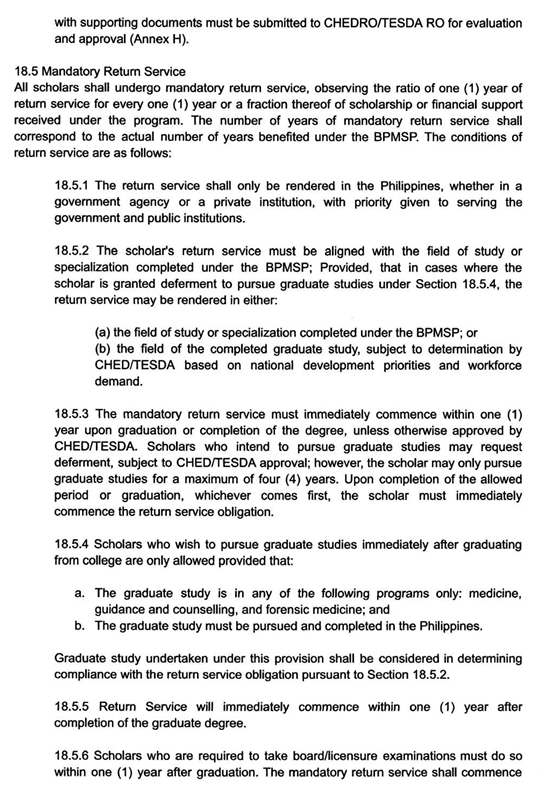 with supporting documents must be submitted to CHEDRO/TESDA RO for evaluation
and approval (Annex H).
18.5 Mandatory Return Service
All scholars shall undergo mandatory return service, observing the ratio of one (1) year of
return service for every one (1) year or a fraction thereof of scholarship or financial support
received under the program. The number of years of mandatory return service shall
correspond to the actual number of years benefited under the BPMSP. The conditions of
return service are as follows:
18.5.1 The return service shall only be rendered in the Philippines, whether in a
government agency or a private institution, with priority given to serving the
government and public institutions.
18.5.2 The scholar's return service must be aligned with the field of study or
specialization completed under the BPMSP; Provided, that in cases where the
scholar is granted deferment to pursue graduate studies under Section 18.5.4, the
return service may be rendered in either:
(a) the field of study or specialization completed under the BPMSP; or
(b) the field of the completed graduate study, subject to determination by
CHED/TESDA based on national development priorities and workforce
demand.
18.5.3 The mandatory return service must immediately commence within one (1)
year upon graduation or completion of the degree, unless otherwise approved by
CHED/TESDA. Scholars who intend to pursue graduate studies may request
deferment, subject to CHED/TESDA approval; however, the scholar may only pursue
graduate studies for a maximum of four (4) years. Upon completion of the allowed
period or graduation, whichever comes first, the scholar must immediately
commence the return service obligation.
18.5.4 Scholars who wish to pursue graduate studies immediately after graduating
from college are only allowed provided that:
a. The graduate study is in any of the following programs only: medicine,
guidance and counselling, and forensic medicine; and
b. The graduate study must be pursued and completed in the Philippines.
Graduate study undertaken under this provision shall be considered in determining
compliance with the return service obligation pursuant to Section 18.5.2.
18.5.5 Return Service will immediately commence within one (1) year after
completion of the graduate degree.
18.5.6 Scholars who are required to take board/licensure examinations must do so
within one (1) year after graduation. The mandatory return service shall commence